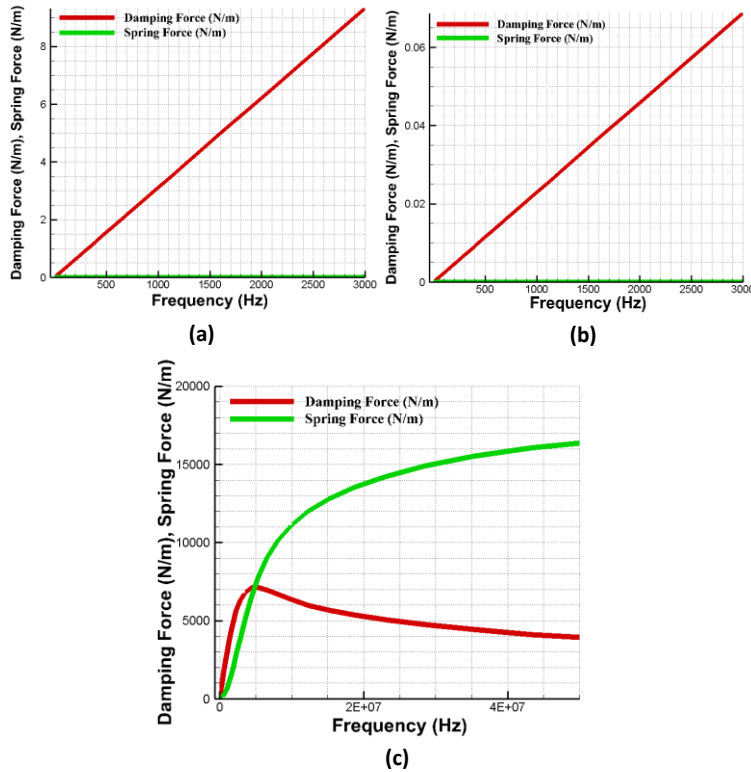 Damping Force (N/m), Spring Force (N/m)
Damping Force (N/m)
Spring Force (N/m)
8
6
4
2
0
500
1000
1500
2000
2500
3000
Frequency (Hz)
(a)
Damping Force (N/m), Spring Force (N/m)
Damping Force (N/m)
Spring Force (N/m)
0.06
0.04
0.02
0
500
1000
1500
2000
2500
3000
Frequency (Hz)
(b)
Damping Force (N/m), Spring Force (N/m)
Damping Force (N/m)
Spring Force (N/m)
20000
15000
10000
5000
0
0
2E+07
4E+07
Frequency (Hz)
(c)